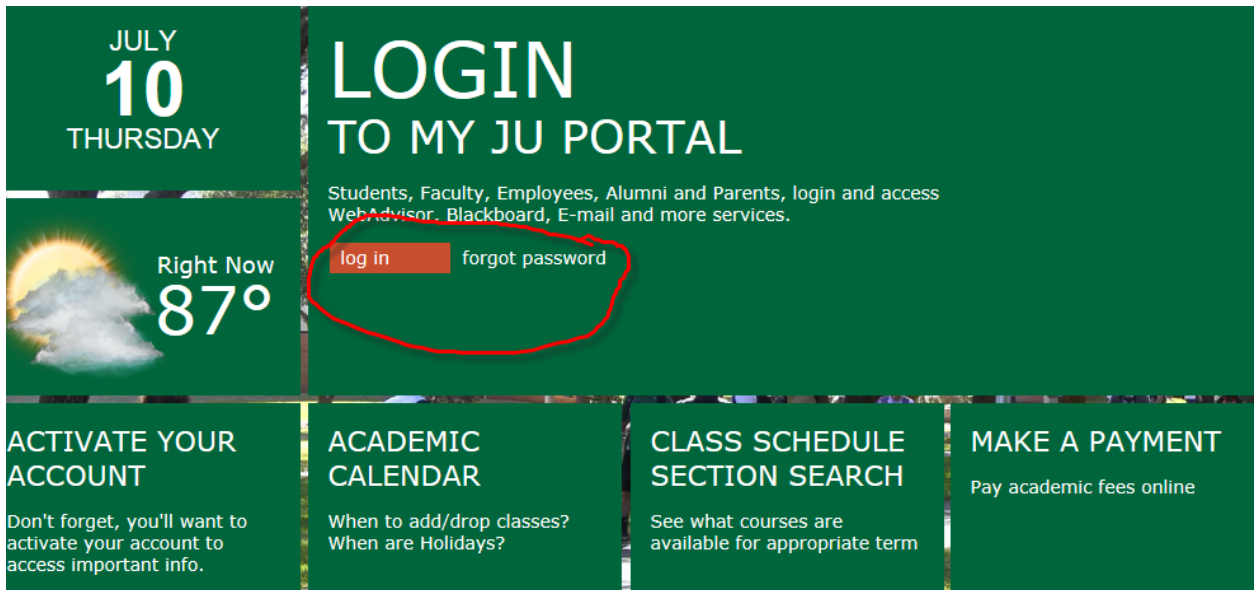 JULY
10
THURSDAY
LOGIN
TO MY JU PORTAL
Students, Faculty, Employees, Alumni and Parents, login and access
WebAdvisor, Blackboard, E-mail and more services.
log in
forgot password
Right Now
87°
ACTIVATE YOUR
ACCOUNT
Don't forget, you'll want to
activate your account to
access important info.
ACADEMIC
CALENDAR
When to add/drop classes?
When are Holidays?
CLASS SCHEDULE
SECTION SEARCH
See what courses are
available for appropriate term
MAKE A PAYMENT
Pay academic fees online